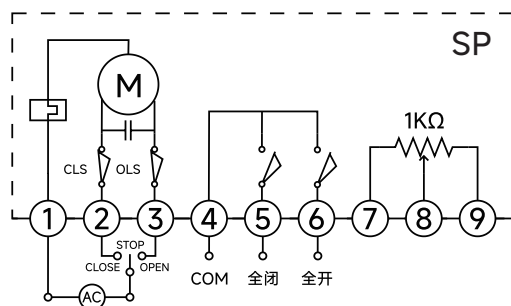 SP
M
1KΩ
CLS OLS
1 2 3 4 5 6 7 8 9
STOP
CLOSE OPEN
COM 全闭 全开
AC